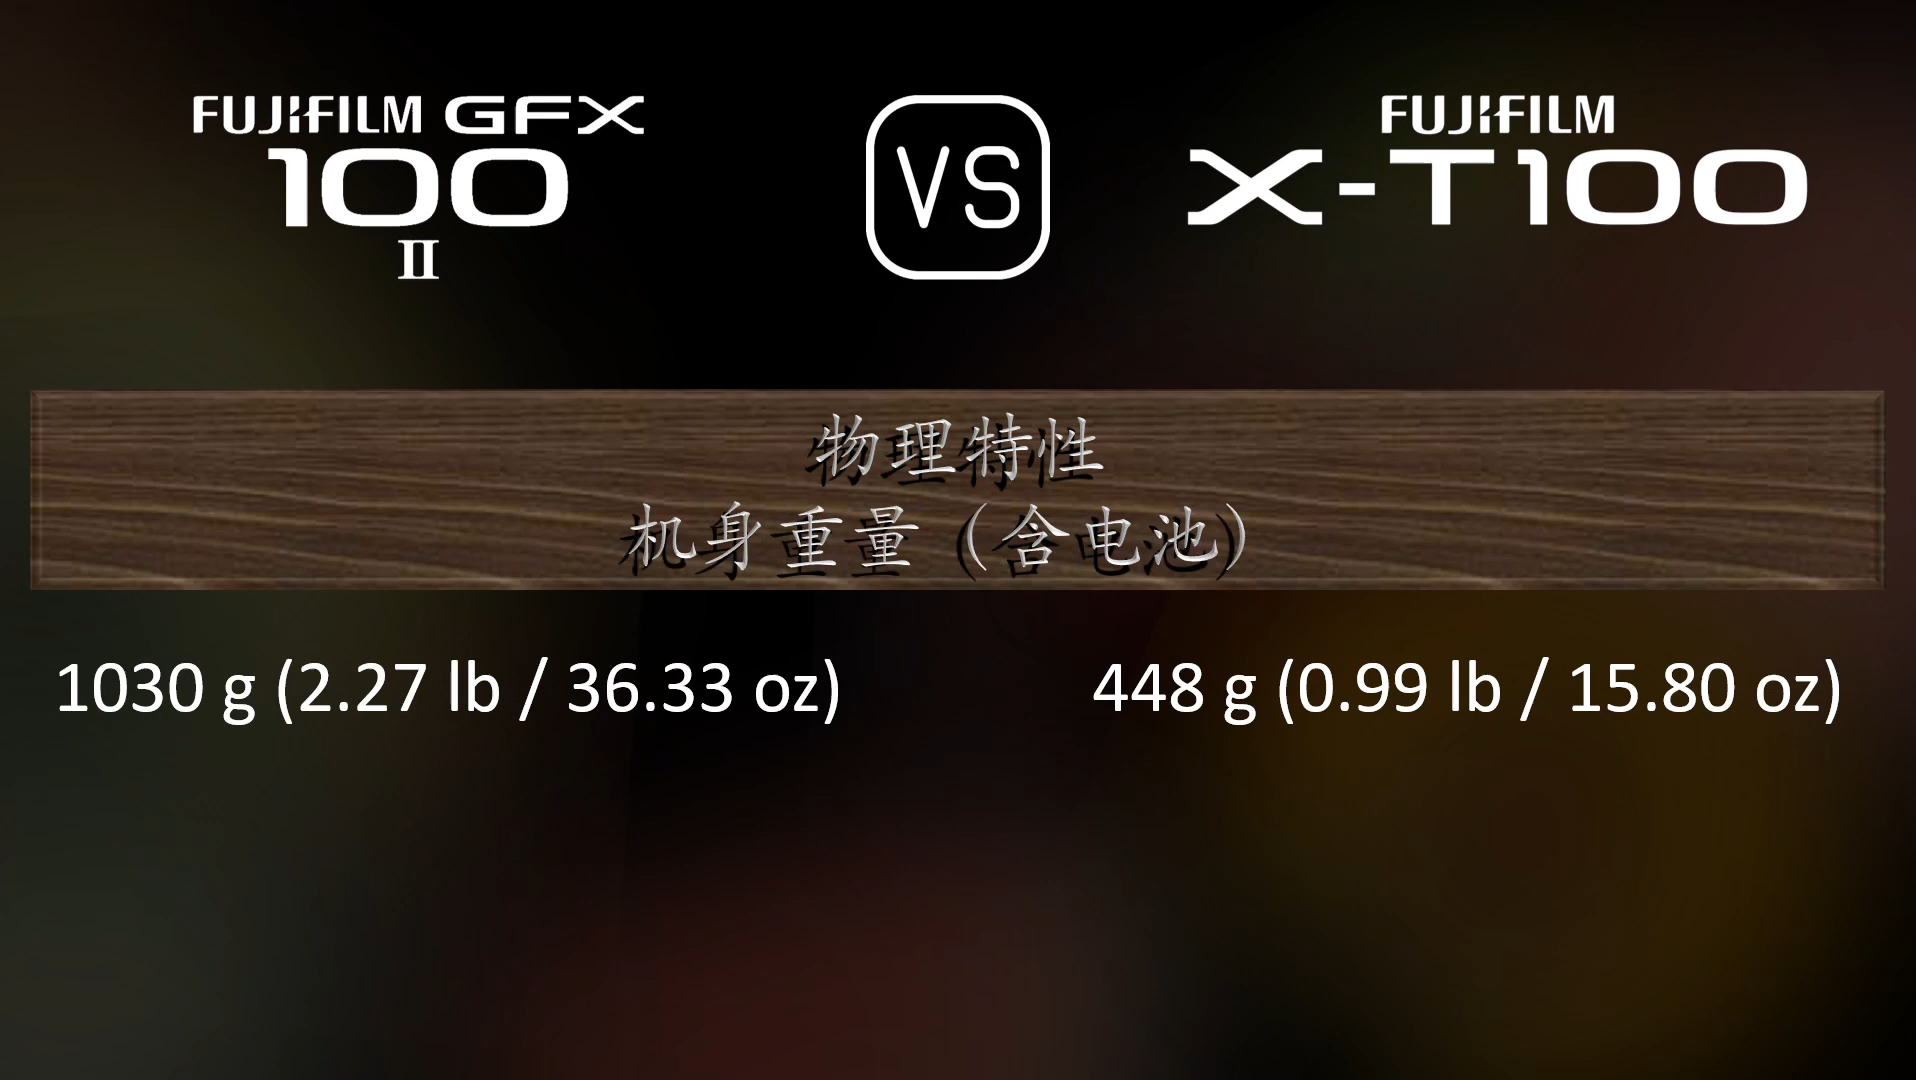 FUJIFILM GFX
100
II
VS
FUJIFILM
X-T100
物理特性
机身重量（含电池）
1030 g (2.27 lb / 36.33 oz)
448 g (0.99 lb / 15.80 oz)